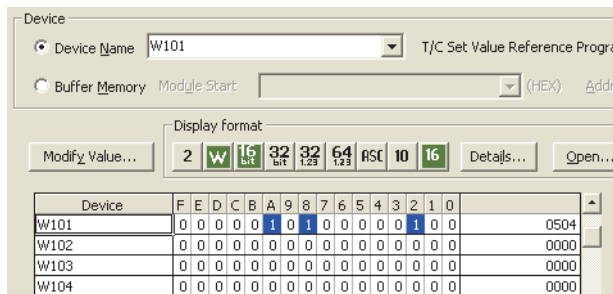 Device
Device Name W101 T/C Set Value Reference Progra
Buffer Memory Module Start (HEX) Addr
Display format
Modify Value... 2 W 16 bit 32 bit 32 1.23 64 1.23 ASC 10 16 Details... Open...
Device F E D C B A 9 8 7 6 5 4 3 2 1 0
W101 0 0 0 0 0 1 0 1 0 0 0 0 0 1 0 0 0504
W102 0 0 0 0 0 0 0 0 0 0 0 0 0 0 0 0 0000
W103 0 0 0 0 0 0 0 0 0 0 0 0 0 0 0 0 0000
W104 0 0 0 0 0 0 0 0 0 0 0 0 0 0 0 0 0000